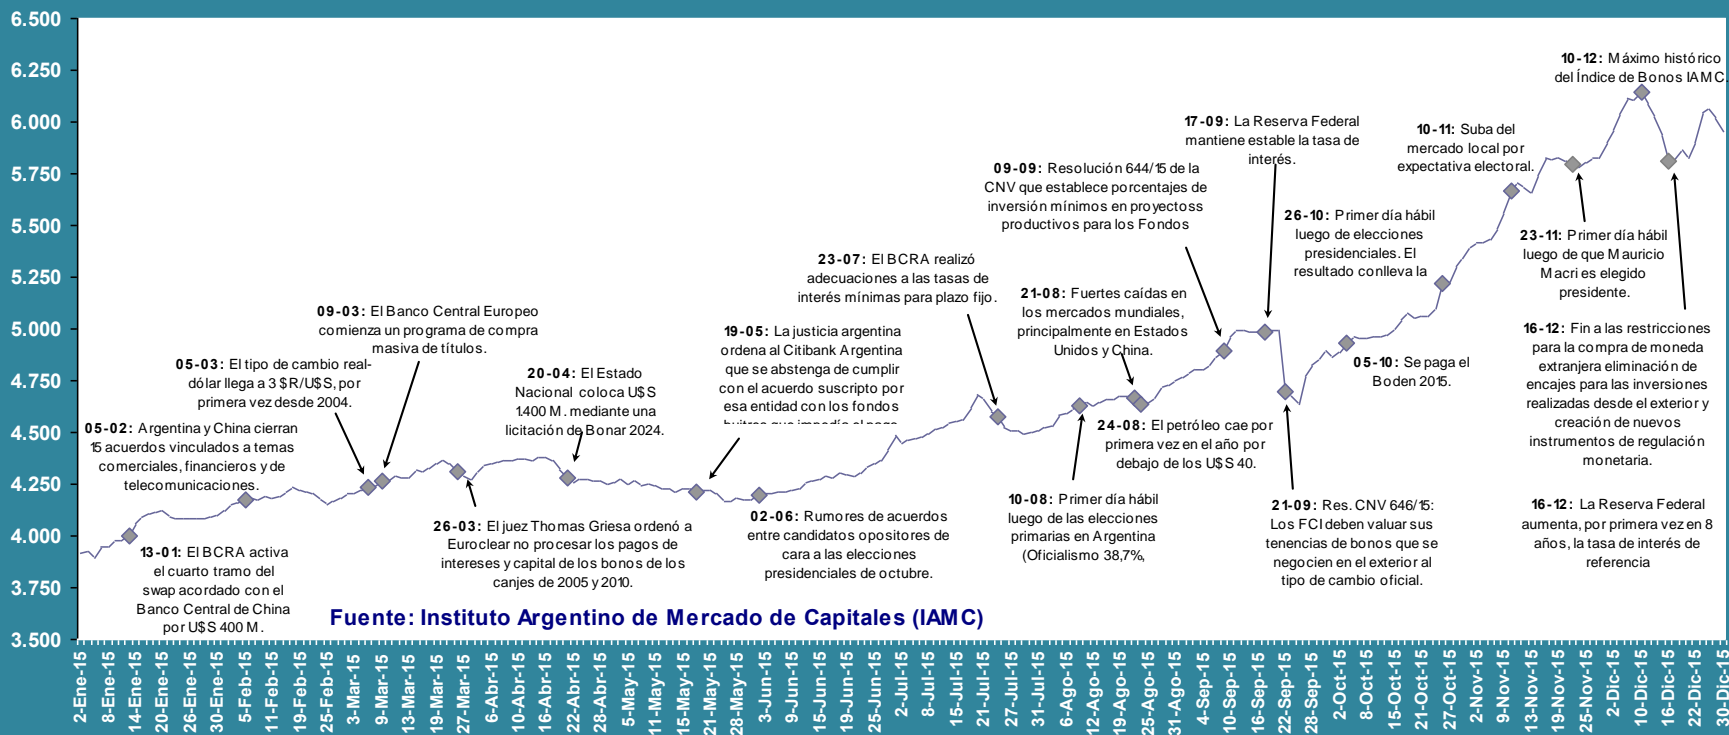 6.500
6.250
6.000
5.750
5.500
5.250
5.000
4.750
4.500
4.250
4.000
3.750
3.500
13-01: El BCRA activa
el cuarto tramo del
swap acordado con el
Banco Central de China
por U$S 400 M.
05-02: Argentina y China cierran
15 acuerdos vinculados a temas
comerciales, financieros y de
telecomunicaciones.
05-03: El tipo de cambio real-
dólar llega a 3 $R/U$S, por
primera vez desde 2004.
09-03: El Banco Central Europeo
comienza un programa de compra
masiva de títulos.
26-03: El juez Thomas Griesa ordenó a
Euroclear no procesar los pagos de
intereses y capital de los bonos de los
canjes de 2005 y 2010.
20-04: El Estado
Nacional coloca U$S
1.400 M. mediante una
licitación de Bonar 2024.
19-05: La justicia argentina
ordena al Citibank Argentina
que se abstenga de cumplir
con el acuerdo suscripto por
esa entidad con los fondos
02-06: Rumores de acuerdos
entre candidatos opositores de
cara a las elecciones
presidenciales de octubre.
23-07: El BCRA realizó
adecuaciones a las tasas de
interés mínimas para plazo fijo.
10-08: Primer día hábil
luego de las elecciones
primarias en Argentina
(Oficialismo 38,7%,
21-08: Fuertes caídas en
los mercados mundiales,
principalmente en Estados
Unidos y China.
24-08: El petróleo cae por
primera vez en el año por
debajo de los U$S 40.
09-09: Resolución 644/15 de la
CNV que establece porcentajes de
inversión mínimos en proyectoss
productivos para los Fondos
17-09: La Reserva Federal
mantiene estable la tasa de
interés.
21-09: Res. CNV 646/15:
Los FCI deben valuar sus
tenencias de bonos que se
negocien en el exterior al
tipo de cambio oficial.
05-10: Se paga el
Boden 2015.
26-10: Primer día hábil
luego de elecciones
presidenciales. El
resultado conlleva la
10-11: Suba del
mercado local por
expectativa electoral.
23-11: Primer día hábil
luego de que Mauricio
Macri es elegido
presidente.
10-12: Máximo histórico
del Índice de Bonos IAMC.
16-12: Fin a las restricciones
para la compra de moneda
extranjera eliminación de
encajes para las inversiones
realizadas desde el exterior y
creación de nuevos
instrumentos de regulación
monetaria.
16-12: La Reserva Federal
aumenta, por primera vez en 8
años, la tasa de interés de
referencia
Fuente: Instituto Argentino de Mercado de Capitales (IAMC)
2-Ene-15
8-Ene-15
14-Ene-15
20-Ene-15
26-Ene-15
30-Ene-15
5-Feb-15
11-Feb-15
19-Feb-15
25-Feb-15
3-Mar-15
9-Mar-15
13-Mar-15
19-Mar-15
27-Mar-15
6-Abr-15
10-Abr-15
16-Abr-15
22-Abr-15
28-Abr-15
5-May-15
11-May-15
15-May-15
21-May-15
28-May-15
3-Jun-15
9-Jun-15
15-Jun-15
19-Jun-15
25-Jun-15
2-Jul-15
8-Jul-15
15-Jul-15
21-Jul-15
27-Jul-15
31-Jul-15
6-Ago-15
12-Ago-15
19-Ago-15
25-Ago-15
31-Ago-15
4-Sep-15
10-Sep-15
16-Sep-15
22-Sep-15
28-Sep-15
2-Oct-15
8-Oct-15
15-Oct-15
21-Oct-15
27-Oct-15
2-Nov-15
9-Nov-15
13-Nov-15
19-Nov-15
25-Nov-15
2-Dic-15
10-Dic-15
16-Dic-15
22-Dic-15
30-Dic-15